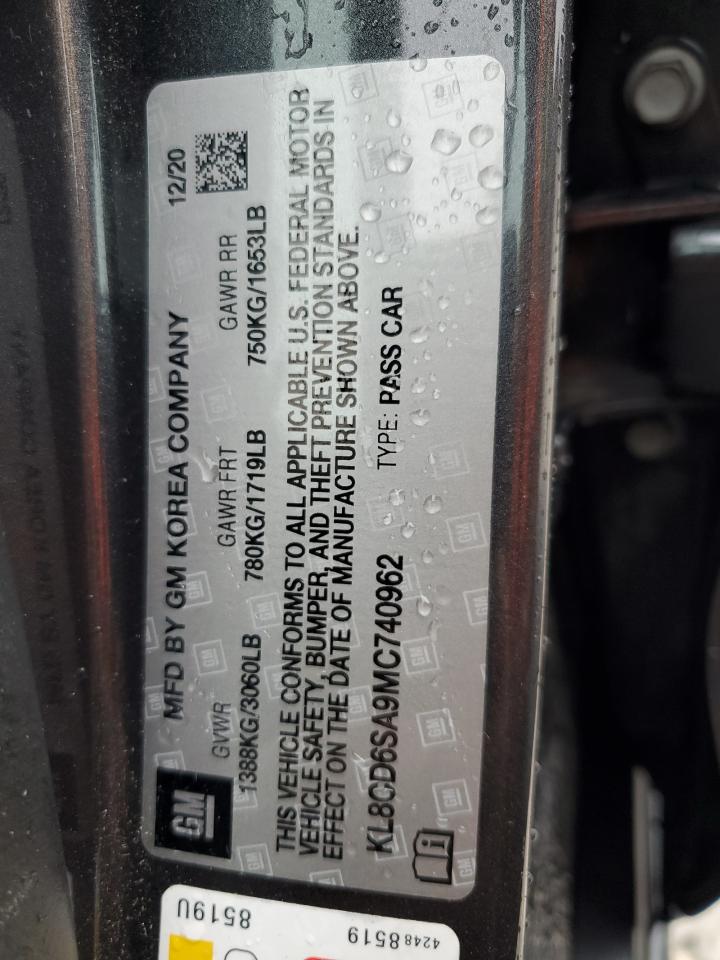 GM
MFD BY GM KOREA COMPANY 12/20
GVWR GAWR FRT GAWR RR
1388KG/3060LB 780KG/1719LB 750KG/1653LB
THIS VEHICLE CONFORMS TO ALL APPLICABLE U.S. FEDERAL MOTOR
VEHICLE SAFETY, BUMPER, AND THEFT PREVENTION STANDARDS IN
EFFECT ON THE DATE OF MANUFACTURE SHOWN ABOVE.
KL8CD6SA9MC740962 TYPE: PASS CAR
8519U
42488519